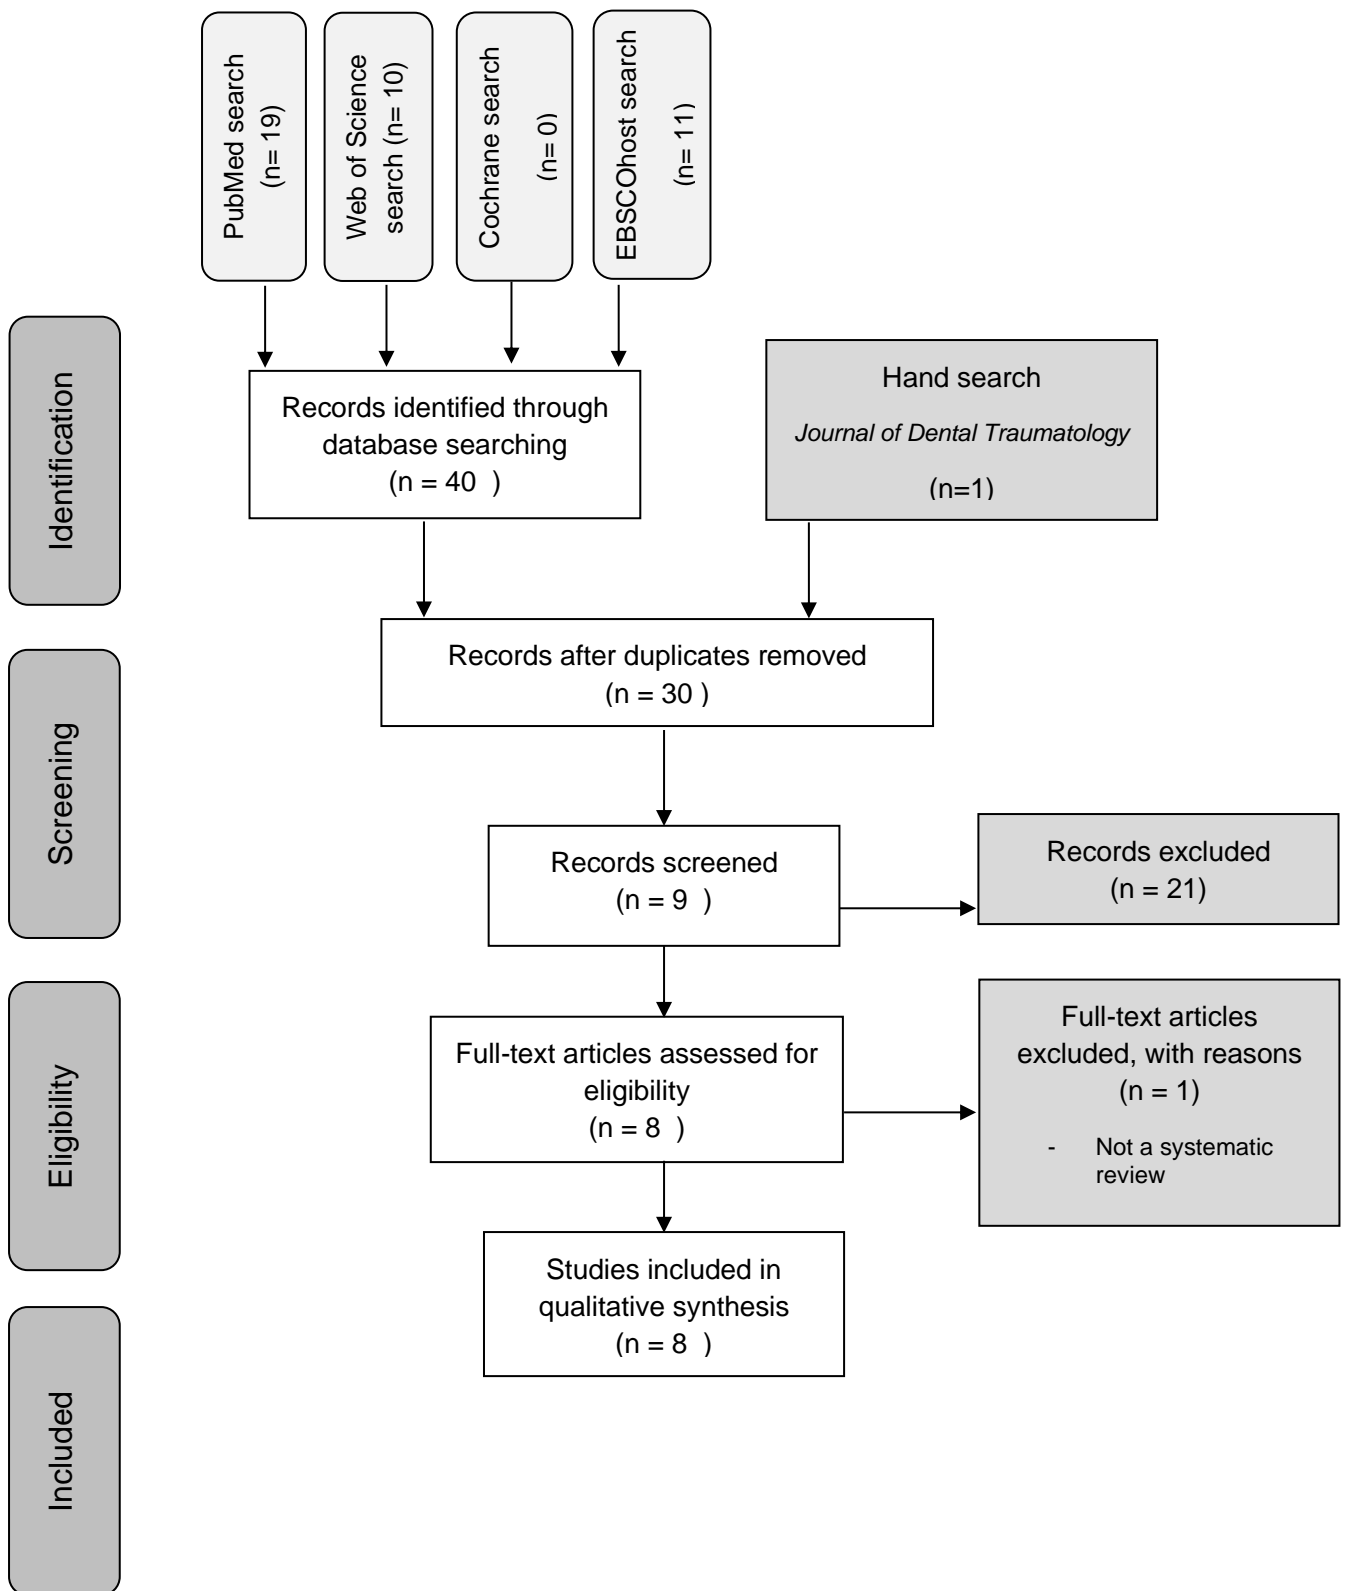 PubMed search
(n= 19)
Web of Science
search (n= 10)
Cochrane search
(n= 0)
EBSCOhost search
(n= 11)
Identification
Records identified through
database searching
(n = 40 )
Hand search
Journal of Dental Traumatology
(n=1)
Records after duplicates removed
(n = 30 )
Screening
Records screened
(n = 9 )
Records excluded
(n = 21)
Eligibility
Full-text articles assessed for
eligibility
(n = 8 )
Full-text articles
excluded, with reasons
(n = 1)
- Not a systematic
review
Studies included in
qualitative synthesis
(n = 8 )
Included